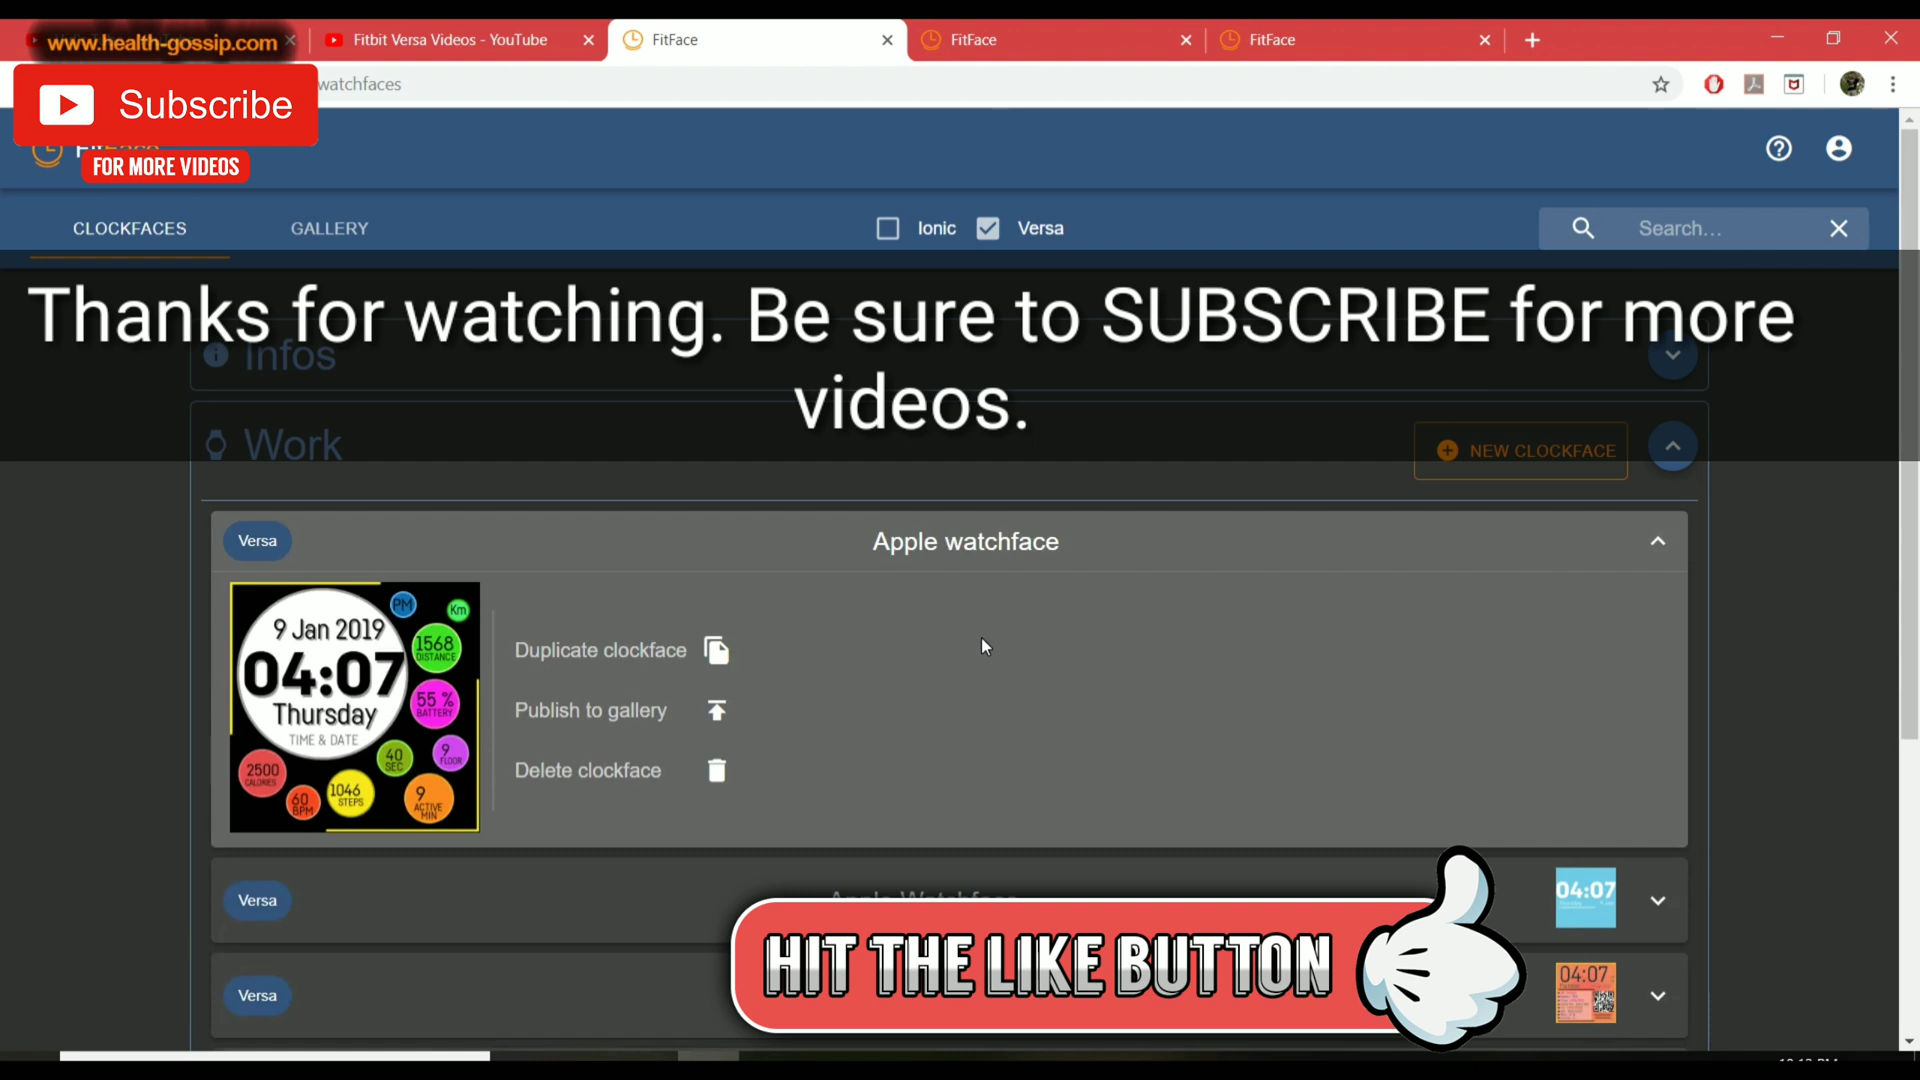 www.health-gossip.com
Fitbit Versa Videos - YouTube
FitFace
FitFace
FitFace
watchfaces
Subscribe
FOR MORE VIDEOS
CLOCKFACES
GALLERY
Ionic
Versa
Search...
Thanks for watching. Be sure to SUBSCRIBE for more
videos.
Infos
Work
NEW CLOCKFACE
Versa
Apple watchface
PM
Km
9 Jan 2019
04:07
Thursday
TIME & DATE
1568
DISTANCE
55 %
BATTERY
40
SEC
9
FLOOR
2500
CALORIES
60
BPM
1046
STEPS
9
ACTIVE
MIN
Duplicate clockface
Publish to gallery
Delete clockface
Versa
Apple Watchface
04:07
HIT THE LIKE BUTTON
Versa
04:07